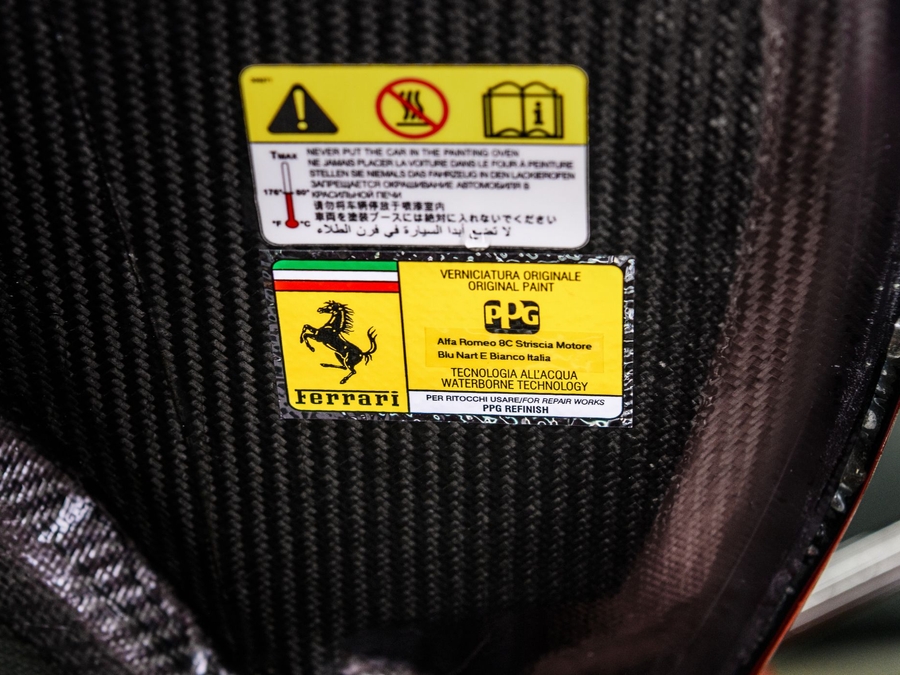 NEVER PUT THE CAR IN THE PAINTING OVEN
TMAX
NE JAMAIS PLACER LA VOITURE DANS LE FOUR À PEINTURE
STELLEN SIE NIEMALS DAS FAHRZEUG IN DEN LACKIEROFEN
ЗАПРЕЩАЕТСЯ ОКРАШИВАНИЕ АВТОМОБИЛЯ В
176° 80°
КРАСИЛЬНОЙ ПЕЧИ
请勿将车辆停放于喷漆室内
車両を塗装ブースには絶対に入れないでください
°F °C
لا تضع أبدا السيارة في فرن الطلاء
VERNICIATURA ORIGINALE
ORIGINAL PAINT
PPG
Alfa Romeo 8C Striscia Motore
Blu Nart E Bianco Italia
TECNOLOGIA ALL'ACQUA
WATERBORNE TECHNOLOGY
Ferrari
PER RITOCCHI USARE/FOR REPAIR WORKS
PPG REFINISH